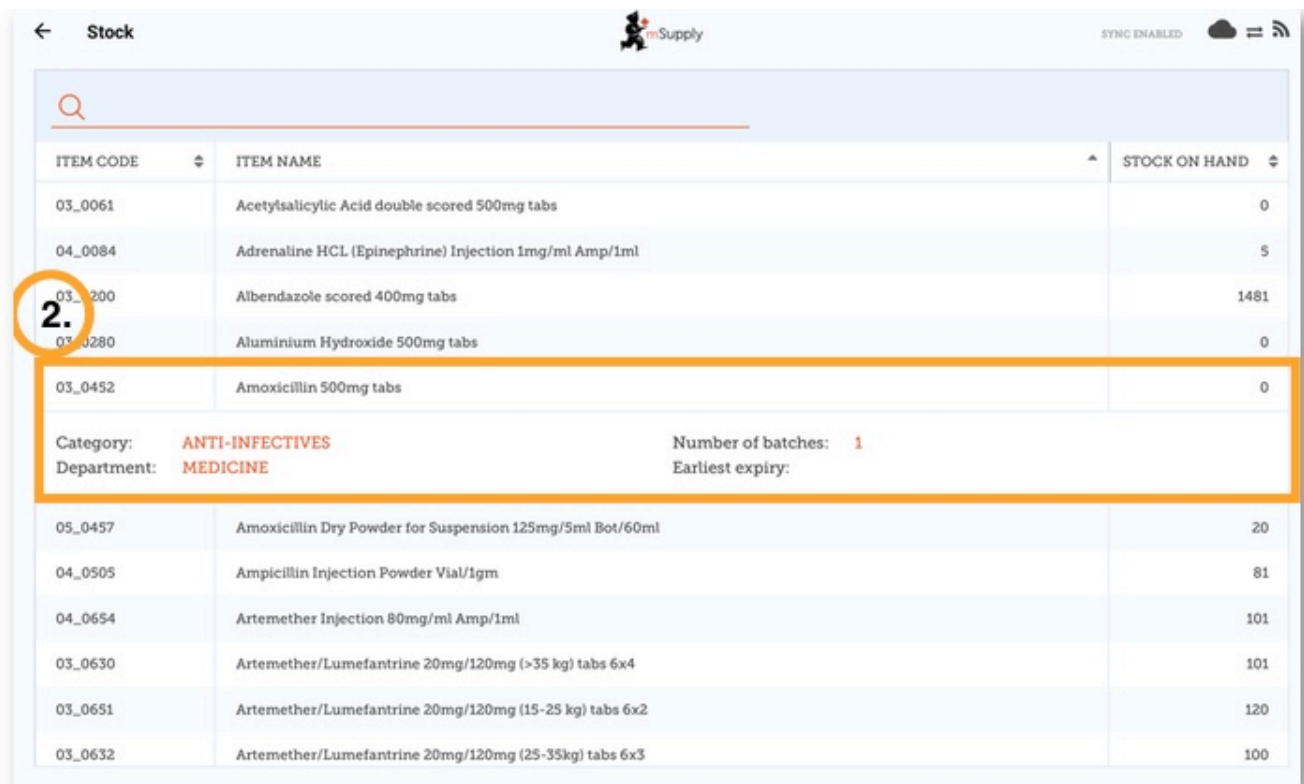 Stock
mSupply
SYNC ENABLED
ITEM CODE ITEM NAME STOCK ON HAND
03_0061 Acetylsalicylic Acid double scored 500mg tabs 0
04_0084 Adrenaline HCL (Epinephrine) Injection 1mg/ml Amp/1ml 5
03_0200 Albendazole scored 400mg tabs 1481
2.
03_0280 Aluminium Hydroxide 500mg tabs 0
03_0452 Amoxicillin 500mg tabs 0
Category: ANTI-INFECTIVES Number of batches: 1
Department: MEDICINE Earliest expiry:
05_0457 Amoxicillin Dry Powder for Suspension 125mg/5ml Bot/60ml 20
04_0505 Ampicillin Injection Powder Vial/1gm 81
04_0654 Artemether Injection 80mg/ml Amp/1ml 101
03_0630 Artemether/Lumefantrine 20mg/120mg (>35 kg) tabs 6x4 101
03_0651 Artemether/Lumefantrine 20mg/120mg (15-25 kg) tabs 6x2 120
03_0632 Artemether/Lumefantrine 20mg/120mg (25-35kg) tabs 6x3 100